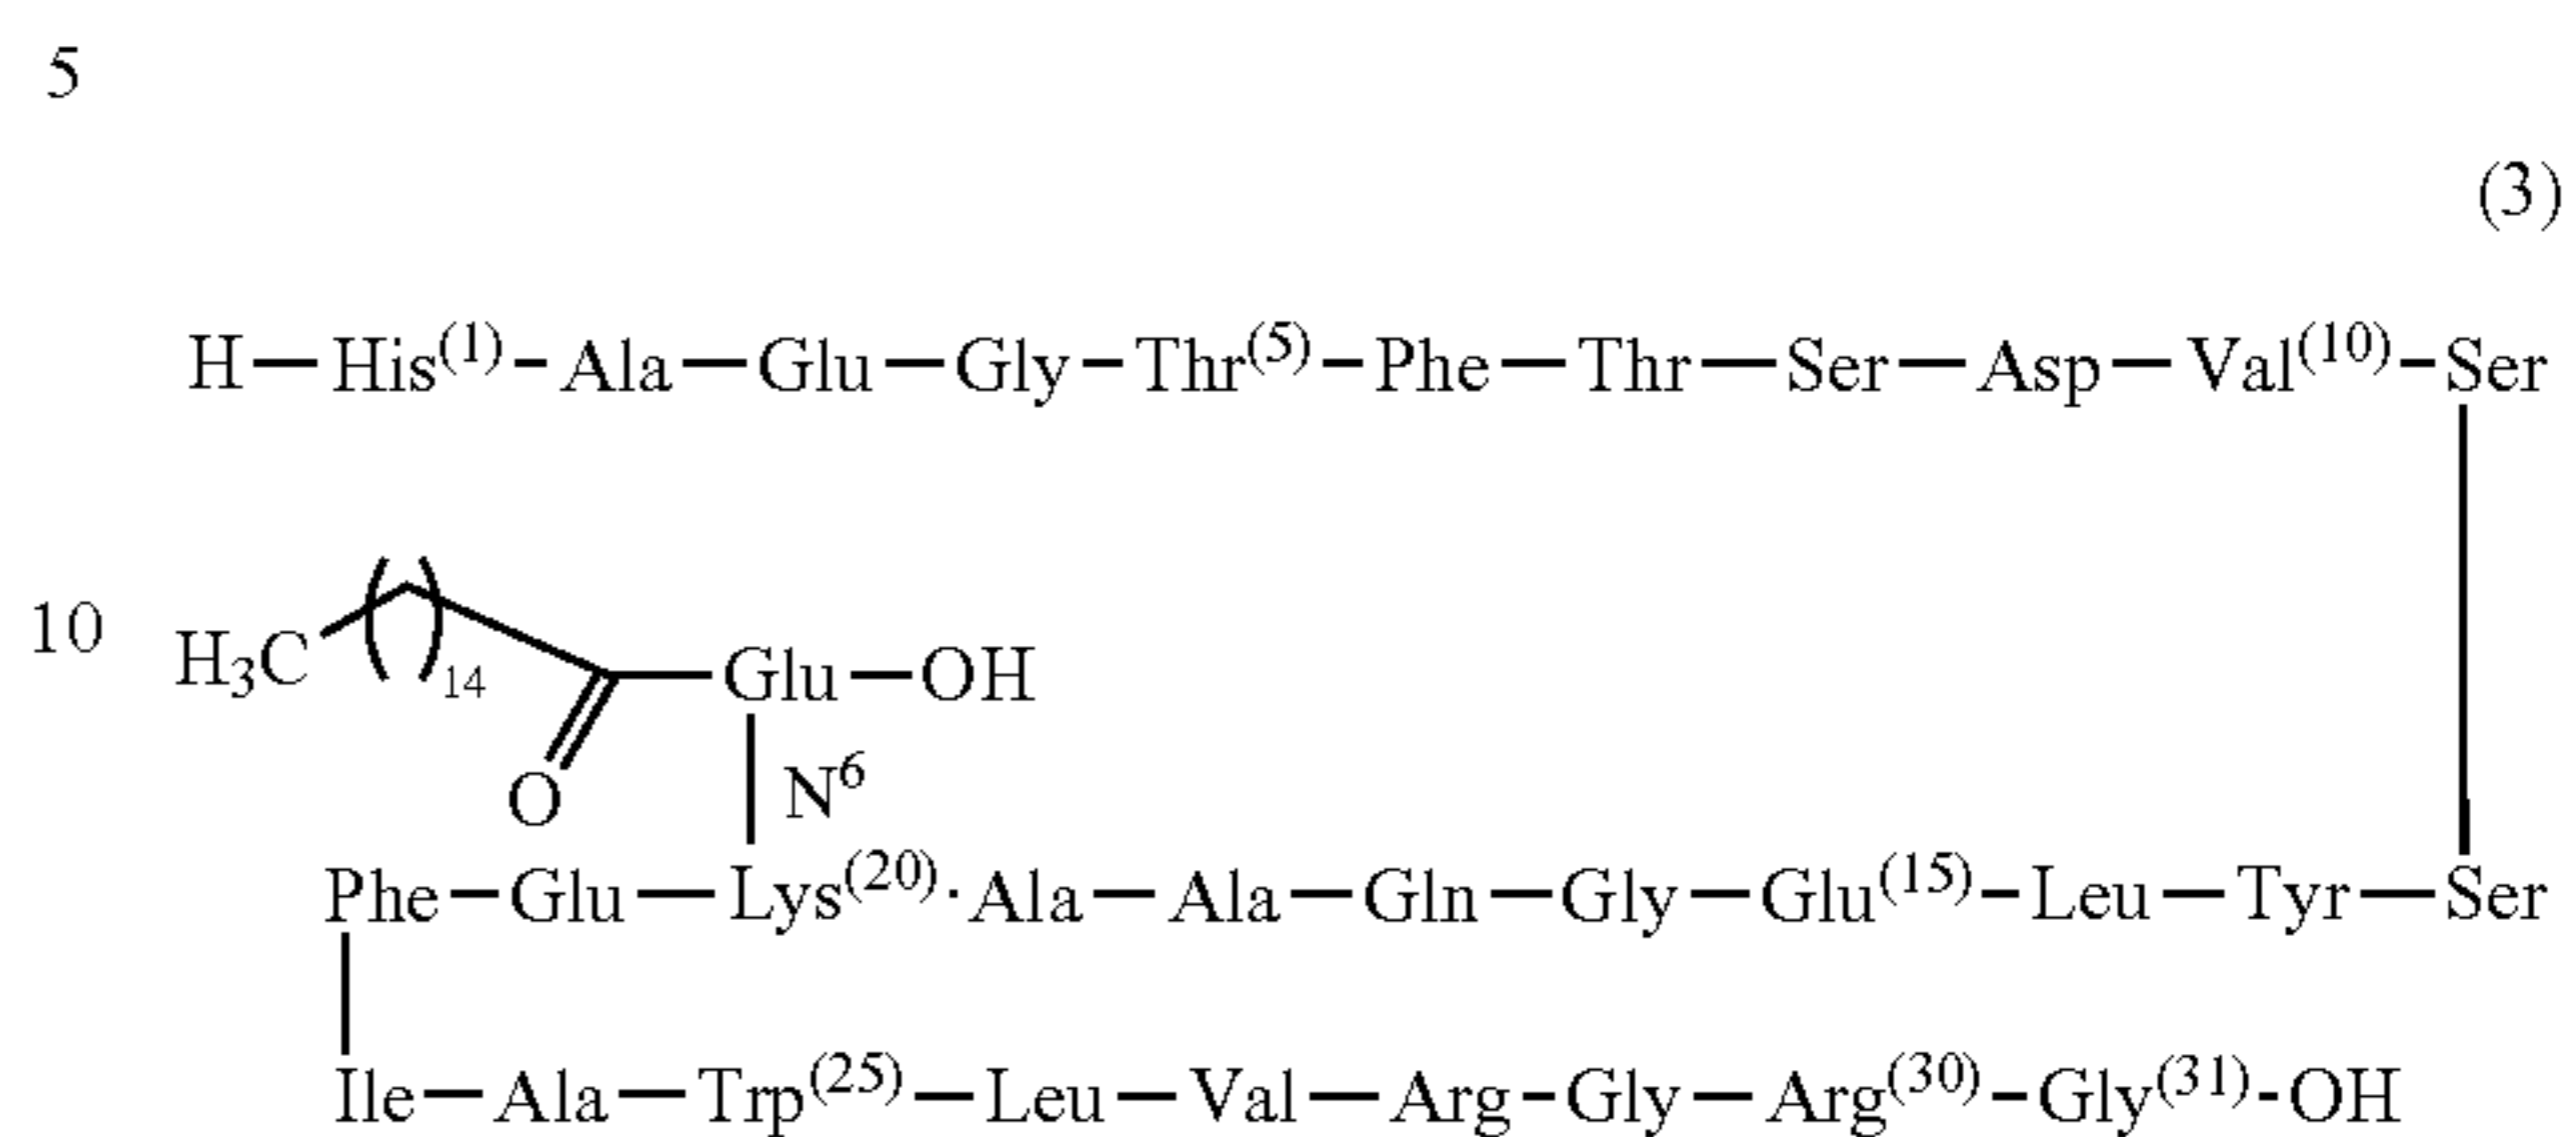 5
(3)
H—His(1)-Ala—Glu—Gly-Thr(5)-Phe—Thr—Ser—Asp—Val(10)-Ser
10
H3C ( )14 Glu—OH
O N6
Phe—Glu—Lys(20)·Ala—Ala—Gln—Gly—Glu(15)-Leu—Tyr—Ser
Ile—Ala—Trp(25)—Leu—Val—Arg-Gly—Arg(30)-Gly(31)-OH